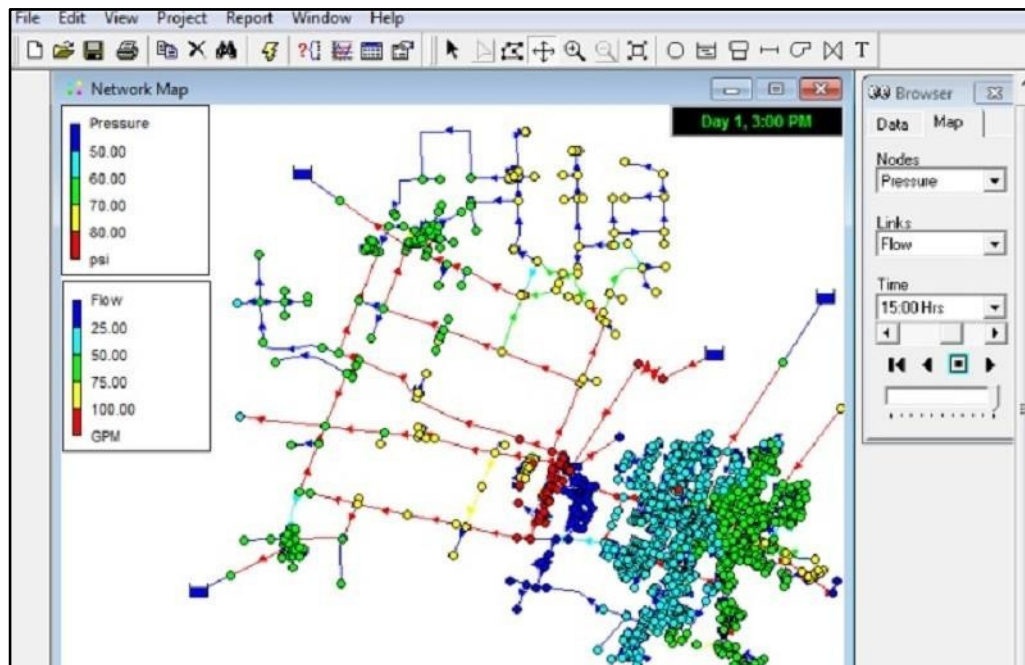 File Edit View Project Report Window Help
T
Network Map
Browser
Day 1, 3:00 PM
Data Map
Pressure
50.00
60.00
70.00
80.00
psi
Nodes
Pressure
Links
Flow
Time
15:00 Hrs
Flow
25.00
50.00
75.00
100.00
GPM